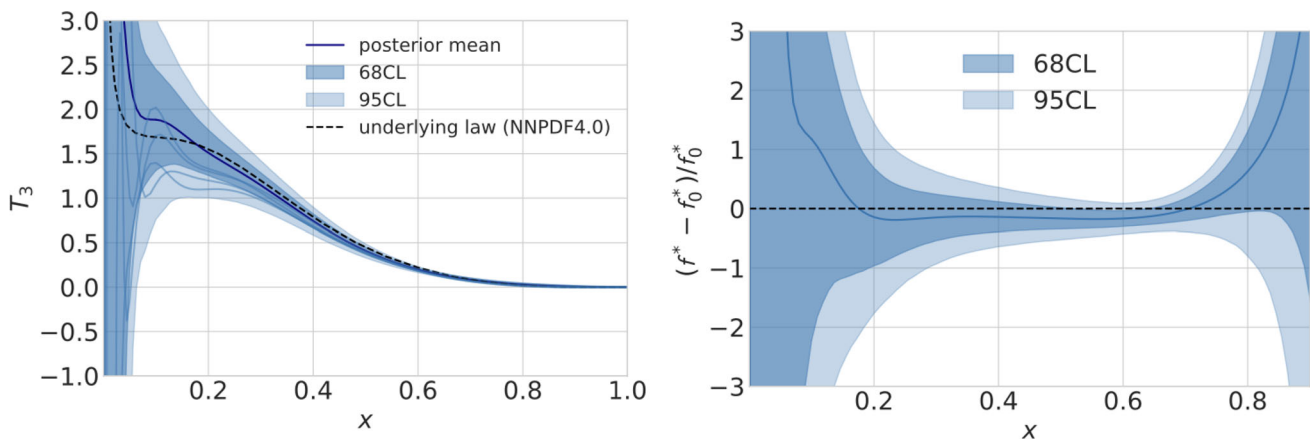 3.0
2.5
2.0
1.5
1.0
0.5
0.0
−0.5
−1.0
T₃
posterior mean
68CL
95CL
underlying law (NNPDF4.0)
0.2
0.4
0.6
0.8
1.0
x
3
2
1
0
−1
−2
−3
(f* − f₀*)/f₀*
68CL
95CL
0.2
0.4
0.6
0.8
x